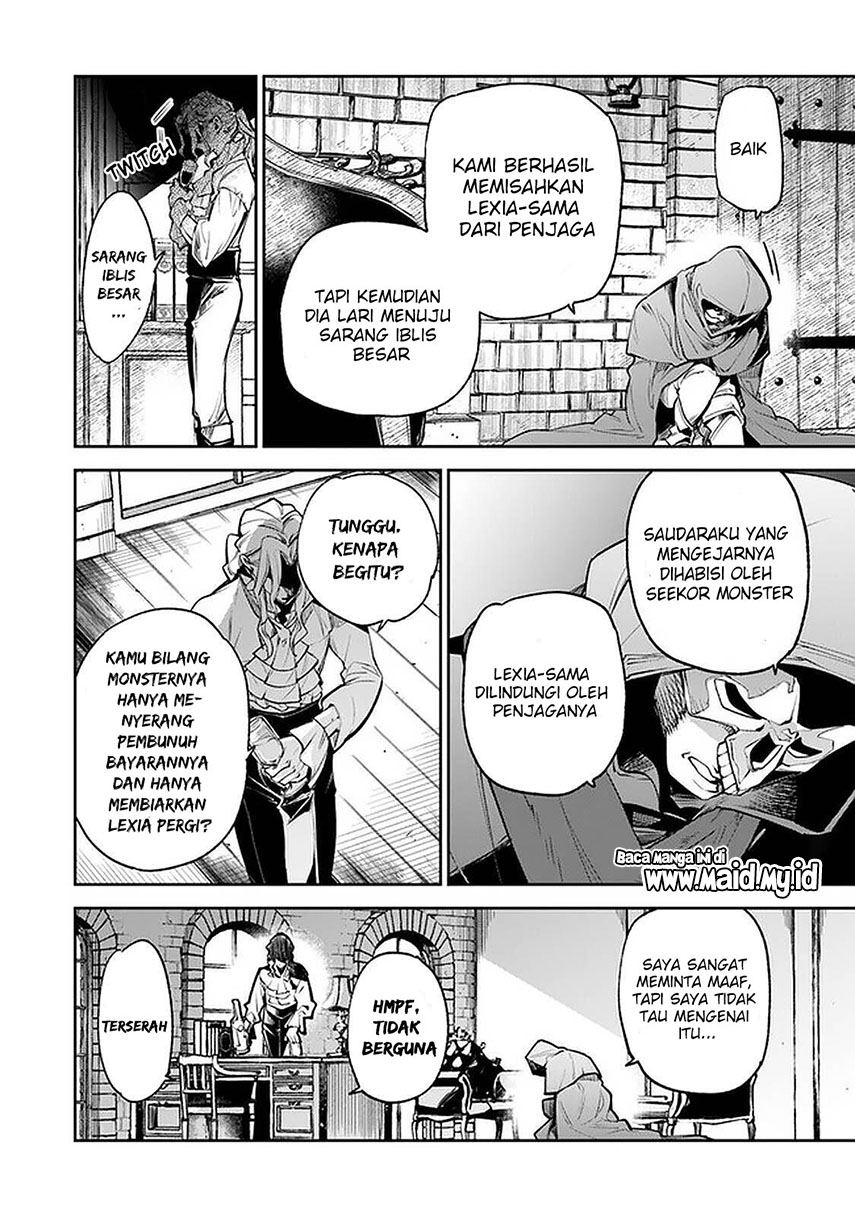 BAIK
KAMI BERHASIL
MEMISAHKAN
LEXIA-SAMA
DARI PENJAGA
TAPI KEMUDIAN
DIA LARI MENUJU
SARANG IBLIS
BESAR
TWITCH
SARANG
IBLIS
BESAR
...
SAUDARAKU YANG
MENGEJARNYA
DIHABISI OLEH
SEEKOR MONSTER
LEXIA-SAMA
DILINDUNGI OLEH
PENJAGANYA
TUNGGU.
KENAPA
BEGITU?
KAMU BILANG
MONSTERNYA
HANYA ME-
NYERANG
PEMBUNUH
BAYARANNYA
DAN HANYA
MEMBIARKAN
LEXIA PERGI?
Baca Manga ini di
www.Maid.My.id
SAYA SANGAT
MEMINTA MAAF,
TAPI SAYA TIDAK
TAU MENGENAI
ITU...
HMPF,
TIDAK
BERGUNA
TERSERAH